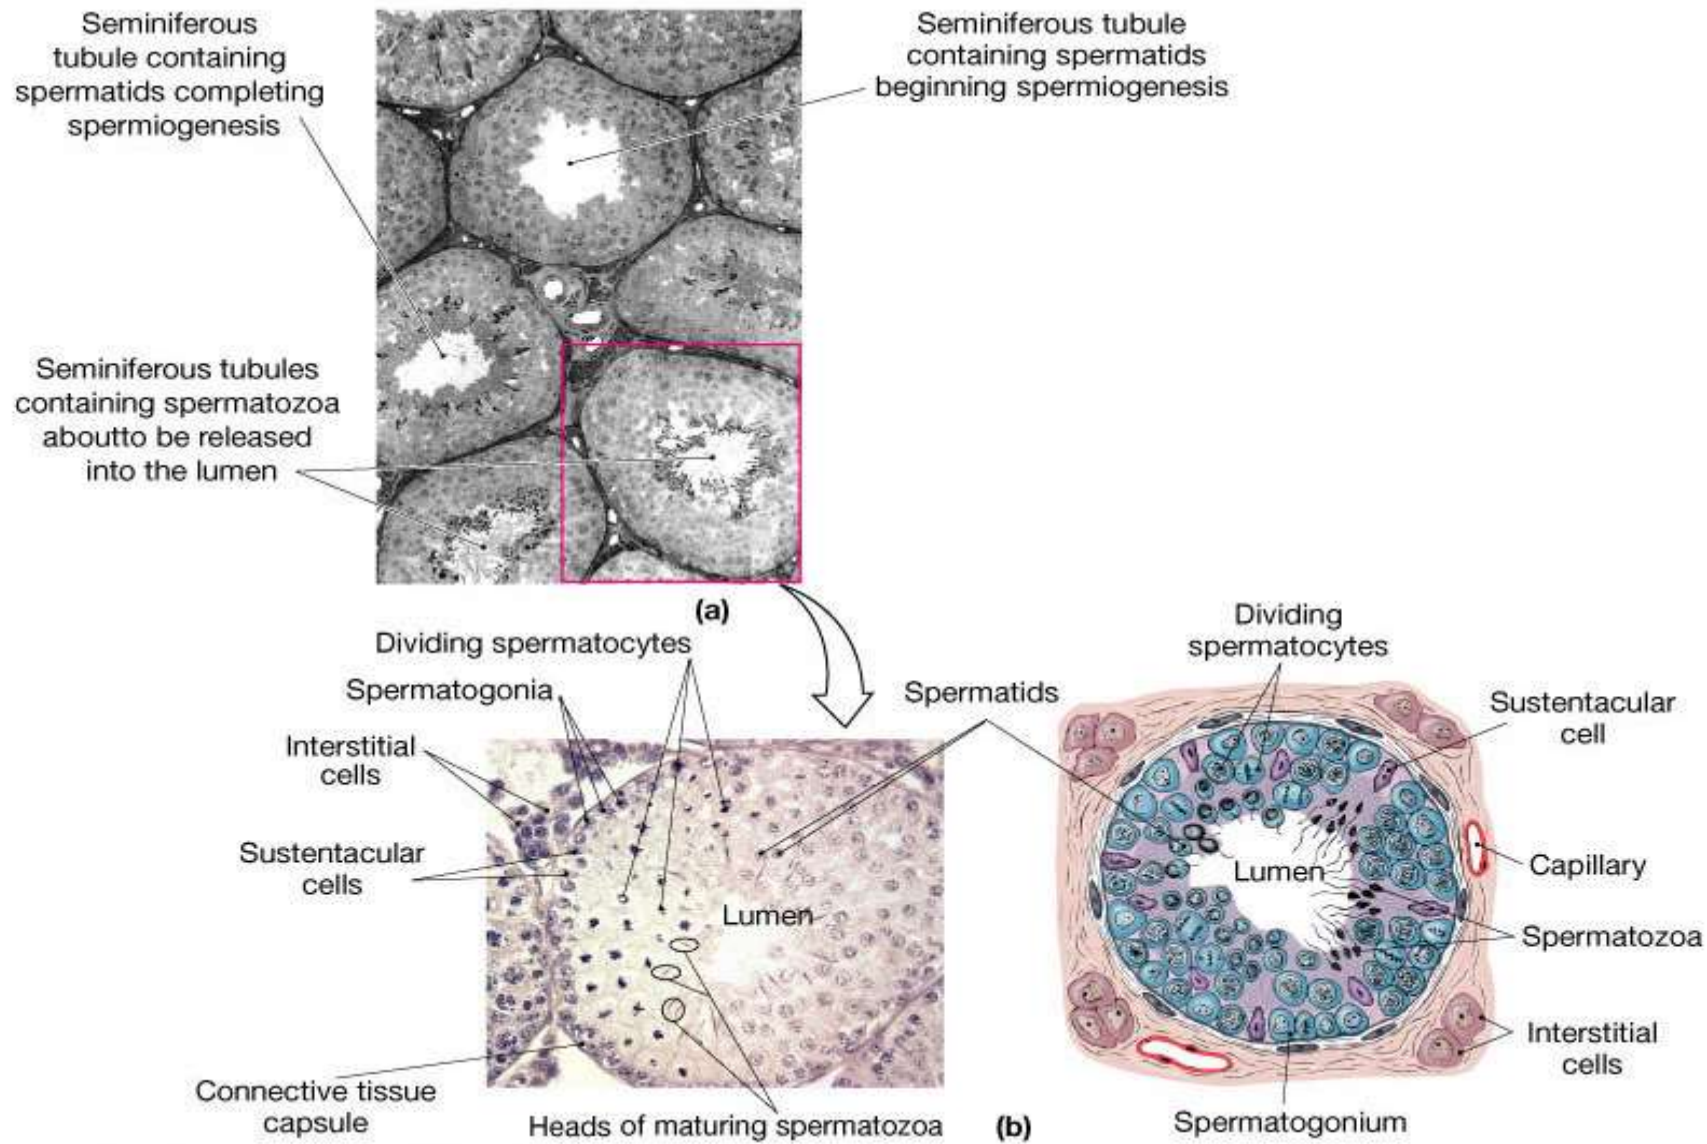 Seminiferous
tubule containing
spermatids completing
spermiogenesis
Seminiferous tubule
containing spermatids
beginning spermiogenesis
Seminiferous tubules
containing spermatozoa
aboutto be released
into the lumen
(a)
Dividing spermatocytes
Spermatogonia
Interstitial
cells
Sustentacular
cells
Connective tissue
capsule
Heads of maturing spermatozoa
Lumen
Spermatids
(b)
Dividing
spermatocytes
Sustentacular
cell
Lumen
Capillary
Spermatozoa
Interstitial
cells
Spermatogonium